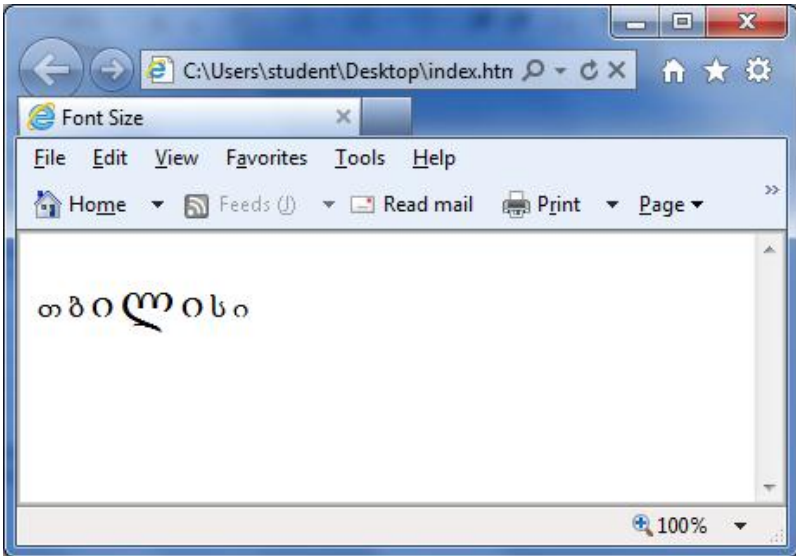 C:\Users\student\Desktop\index.htn
Font Size
File Edit View Favorites Tools Help
Home Feeds (J) Read mail Print Page
თბილისი
100%